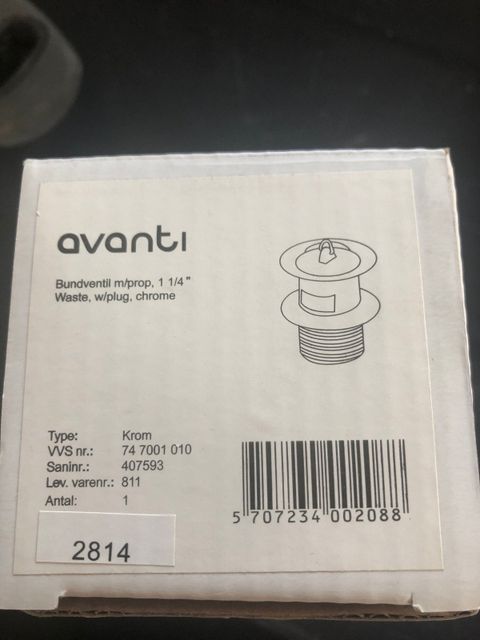 avanti
Bundventil m/prop, 1 1/4"
Waste, w/plug, chrome
Type: Krom
VVS nr.: 74 7001 010
Saninr.: 407593
Lev. varenr.: 811
Antal: 1
5 707234 002088
2814